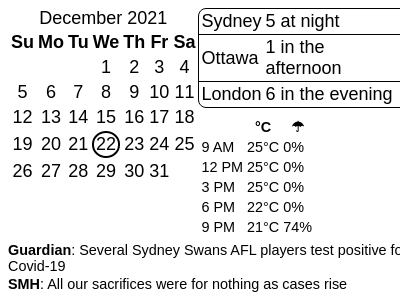 December 2021
Su Mo Tu We Th Fr Sa
1 2 3 4
5 6 7 8 9 10 11
12 13 14 15 16 17 18
19 20 21 22 23 24 25
26 27 28 29 30 31
Sydney 5 at night
Ottawa 1 in the
afternoon
London 6 in the evening
°C ☂
9 AM 25°C 0%
12 PM 25°C 0%
3 PM 25°C 0%
6 PM 22°C 0%
9 PM 21°C 74%
Guardian: Several Sydney Swans AFL players test positive fo
Covid-19
SMH: All our sacrifices were for nothing as cases rise